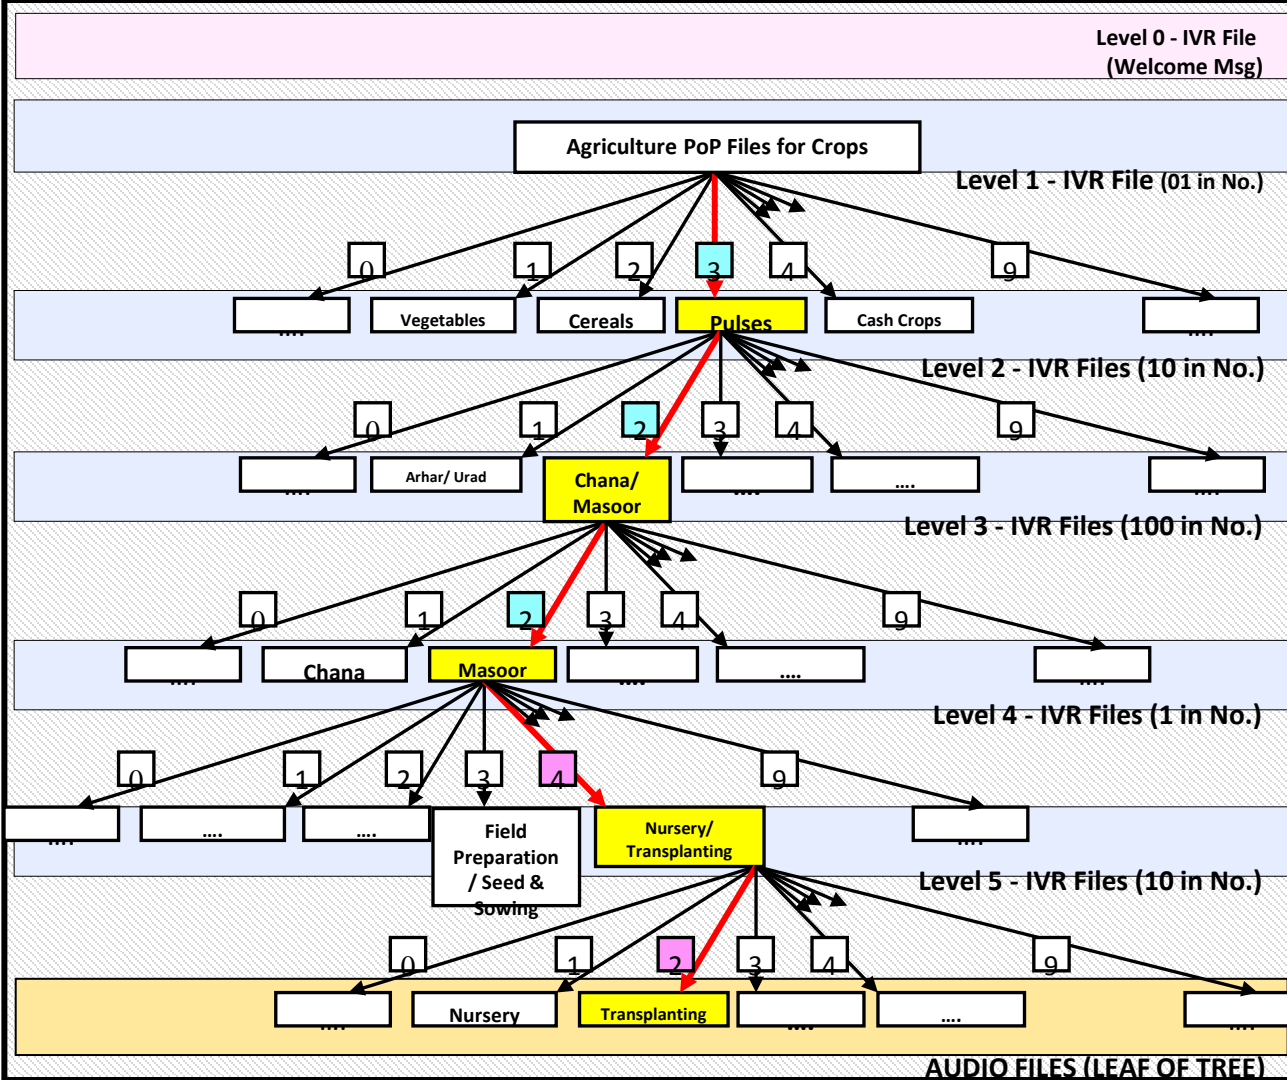 Level 0 - IVR File
(Welcome Msg)
Agriculture PoP Files for Crops
Level 1 - IVR File (01 in No.)
0 1 2 3 4 9
.... Vegetables Cereals Pulses Cash Crops ....
Level 2 - IVR Files (10 in No.)
0 1 2 3 4 9
.... Arhar/ Urad Chana/ .... .... ....
Masoor
Level 3 - IVR Files (100 in No.)
0 1 2 3 4 9
.... Chana Masoor .... .... ....
Level 4 - IVR Files (1 in No.)
0 1 2 3 4 9
.... .... .... Field Nursery/ ....
Preparation Transplanting
/ Seed &
Sowing
Level 5 - IVR Files (10 in No.)
0 1 2 3 4 9
.... Nursery Transplanting .... .... ....
AUDIO FILES (LEAF OF TREE)